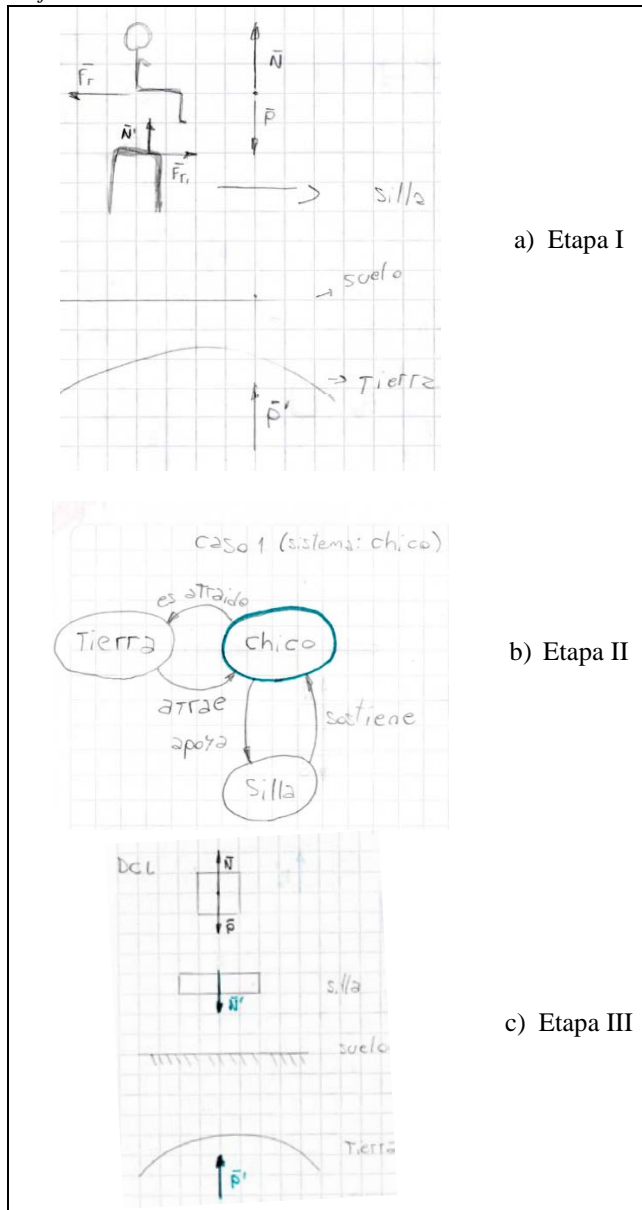 N̄
F̄r
P̄
N̄'
F̄r₁
silla
suelo
Tierra
P̄'
a) Etapa I
caso 1 (sistema: chico)
es atraido
Tierra
chico
atrae
sostiene
apoya
Silla
b) Etapa II
DCL
N̄
P̄
silla
N̄'
suelo
Tierra
P̄'
c) Etapa III